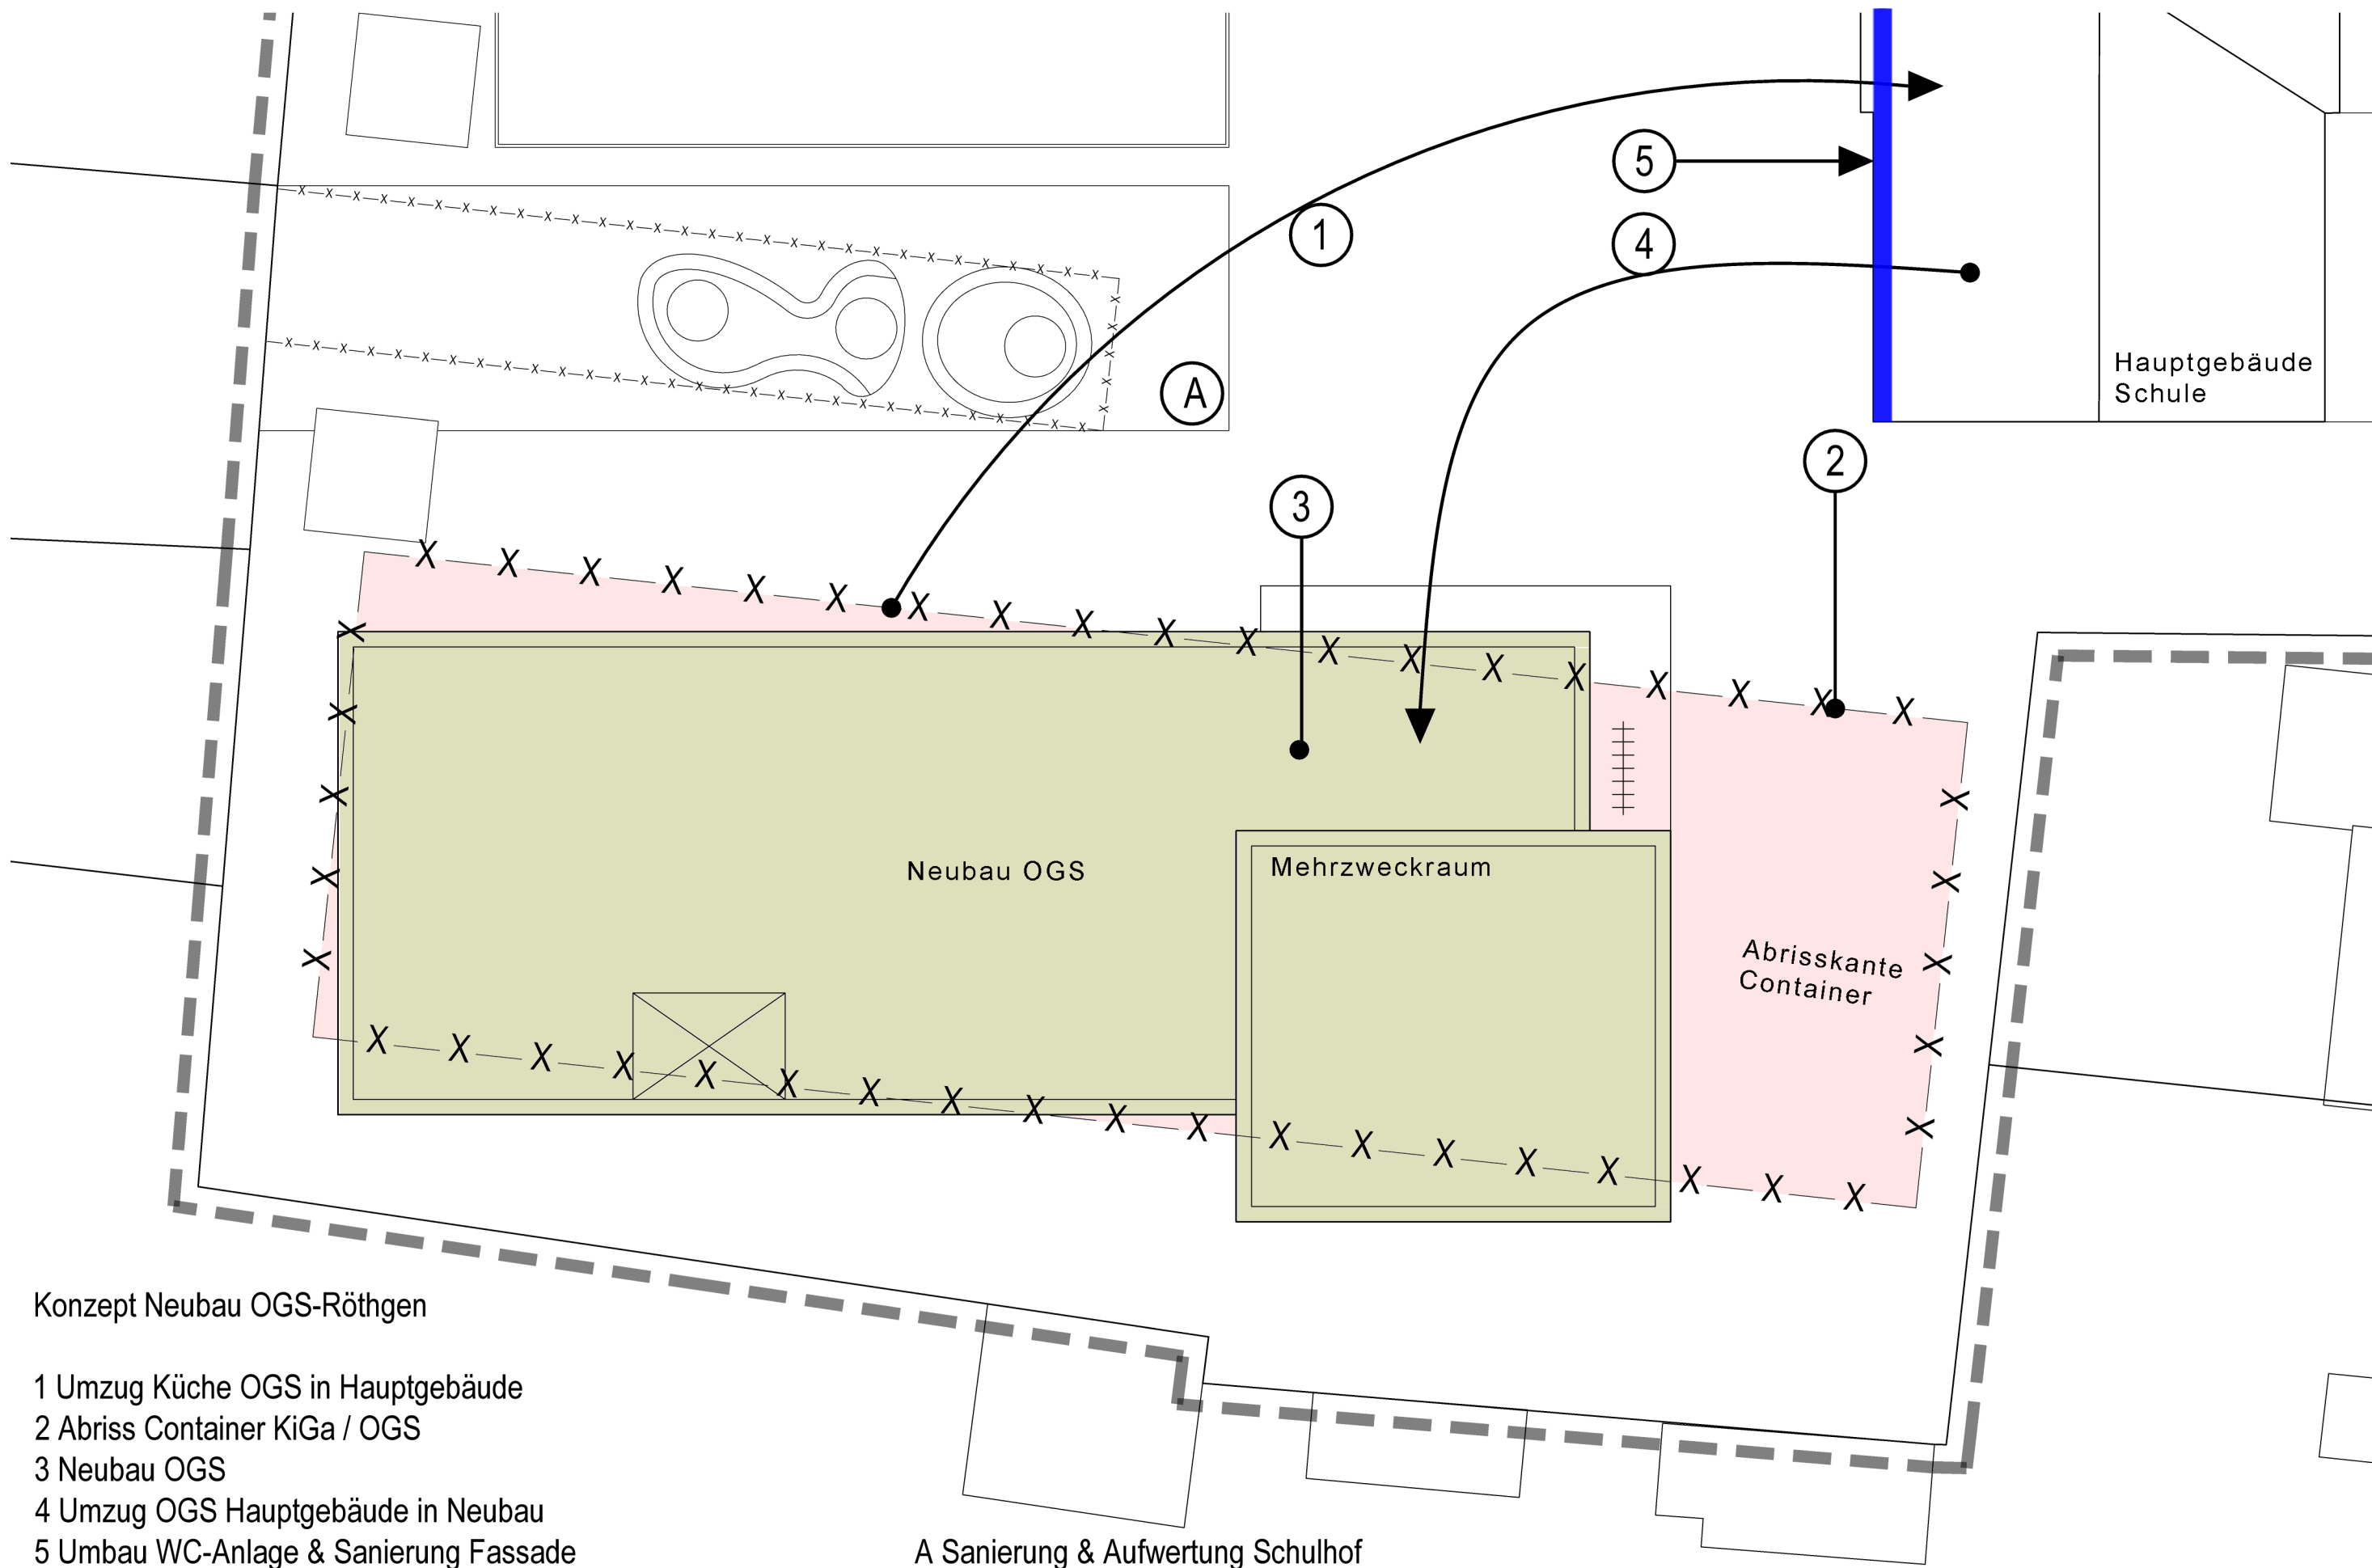 5
1
4
Hauptgebäude
Schule
A
2
3
Neubau OGS
Mehrzweckraum
Abrisskante
Container
Konzept Neubau OGS-Röthgen
1 Umzug Küche OGS in Hauptgebäude
2 Abriss Container KiGa / OGS
3 Neubau OGS
4 Umzug OGS Hauptgebäude in Neubau
5 Umbau WC-Anlage & Sanierung Fassade
A Sanierung & Aufwertung Schulhof